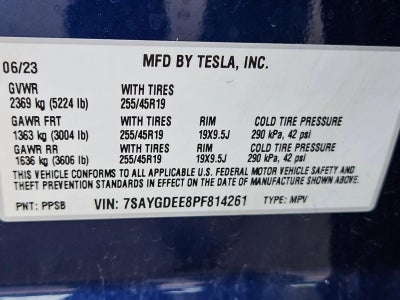 06/23 MFD BY TESLA, INC.
GVWR WITH TIRES
2369 kg (5224 lb) 255/45R19
GAWR FRT WITH TIRES RIM COLD TIRE PRESSURE
1363 kg (3004 lb) 255/45R19 19X9.5J 290 kPa, 42 psi
GAWR RR WITH TIRES RIM COLD TIRE PRESSURE
1636 kg (3606 lb) 255/45R19 19X9.5J 290 kPa, 42 psi
THIS VEHICLE CONFORMS TO ALL APPLICABLE U.S. FEDERAL MOTOR VEHICLE SAFETY AND
THEFT PREVENTION STANDARDS IN EFFECT ON THE DATE OF MANUFACTURE SHOWN ABOVE.
PNT: PPSB VIN: 7SAYGDEE8PF814261 TYPE: MPV